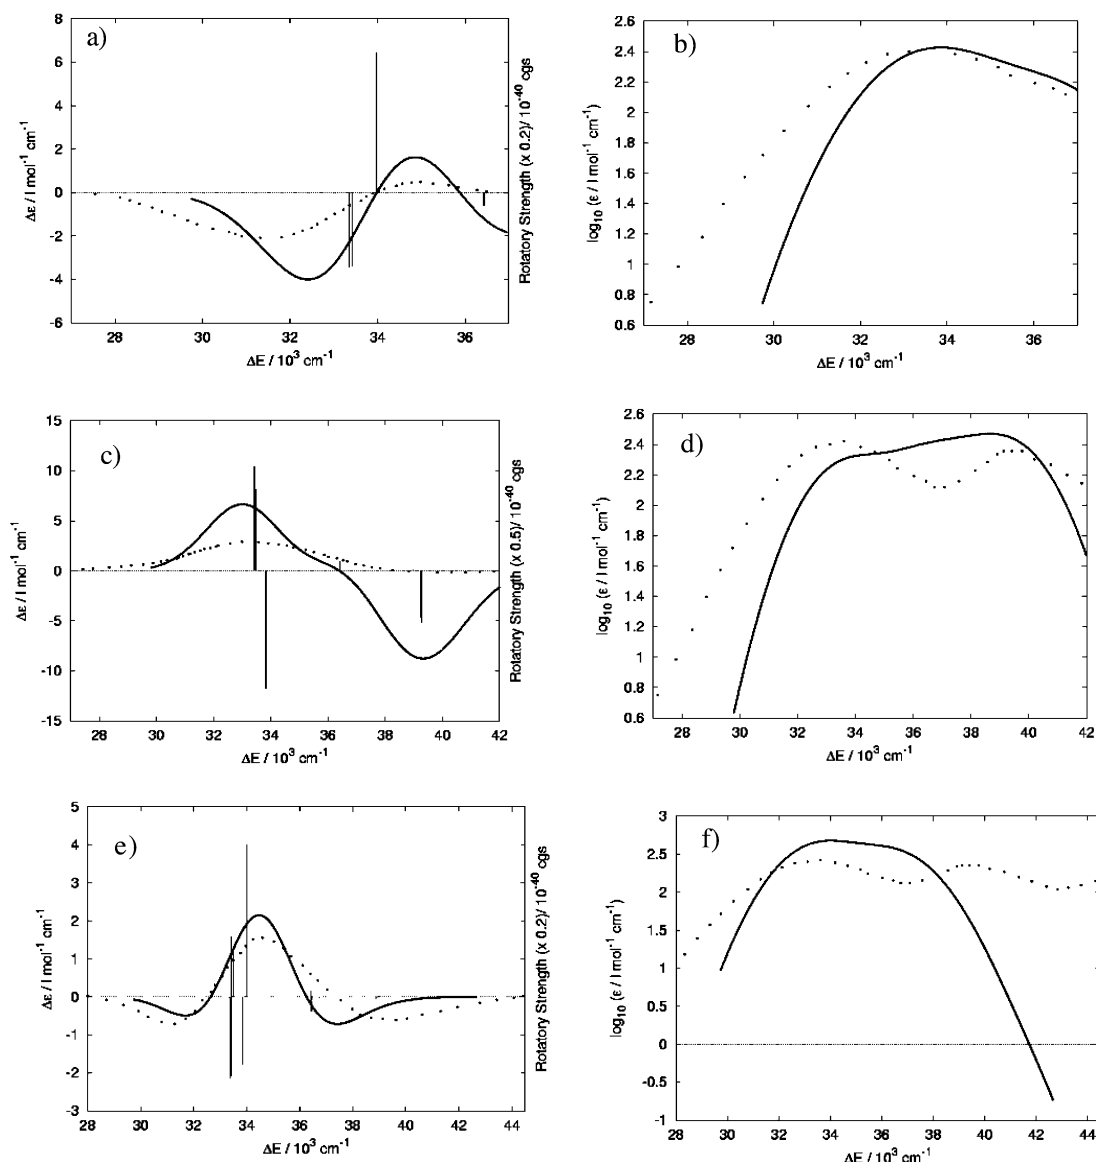 a)
8
6
4
2
0
-2
-4
-6
28 30 32 34 36
Δε / l mol⁻¹ cm⁻¹
ΔE / 10³ cm⁻¹
Rotatory Strength (x 0.2)/ 10⁻⁴⁰ cgs
b)
2.6
2.4
2.2
2
1.8
1.6
1.4
1.2
1
0.8
0.6
28 30 32 34 36
log₁₀ (ε / l mol⁻¹ cm⁻¹)
ΔE / 10³ cm⁻¹
c)
15
10
5
0
-5
-10
-15
28 30 32 34 36 38 40 42
Δε / l mol⁻¹ cm⁻¹
ΔE / 10³ cm⁻¹
Rotatory Strength (x 0.5)/ 10⁻⁴⁰ cgs
d)
2.6
2.4
2.2
2
1.8
1.6
1.4
1.2
1
0.8
0.6
28 30 32 34 36 38 40 42
log₁₀ (ε / l mol⁻¹ cm⁻¹)
ΔE / 10³ cm⁻¹
e)
5
4
3
2
1
0
-1
-2
-3
28 30 32 34 36 38 40 42 44
Δε / l mol⁻¹ cm⁻¹
ΔE / 10³ cm⁻¹
Rotatory Strength (x 0.2)/ 10⁻⁴⁰ cgs
f)
3
2.5
2
1.5
1
0.5
0
-0.5
-1
28 30 32 34 36 38 40 42 44
log₁₀ (ε / l mol⁻¹ cm⁻¹)
ΔE / 10³ cm⁻¹